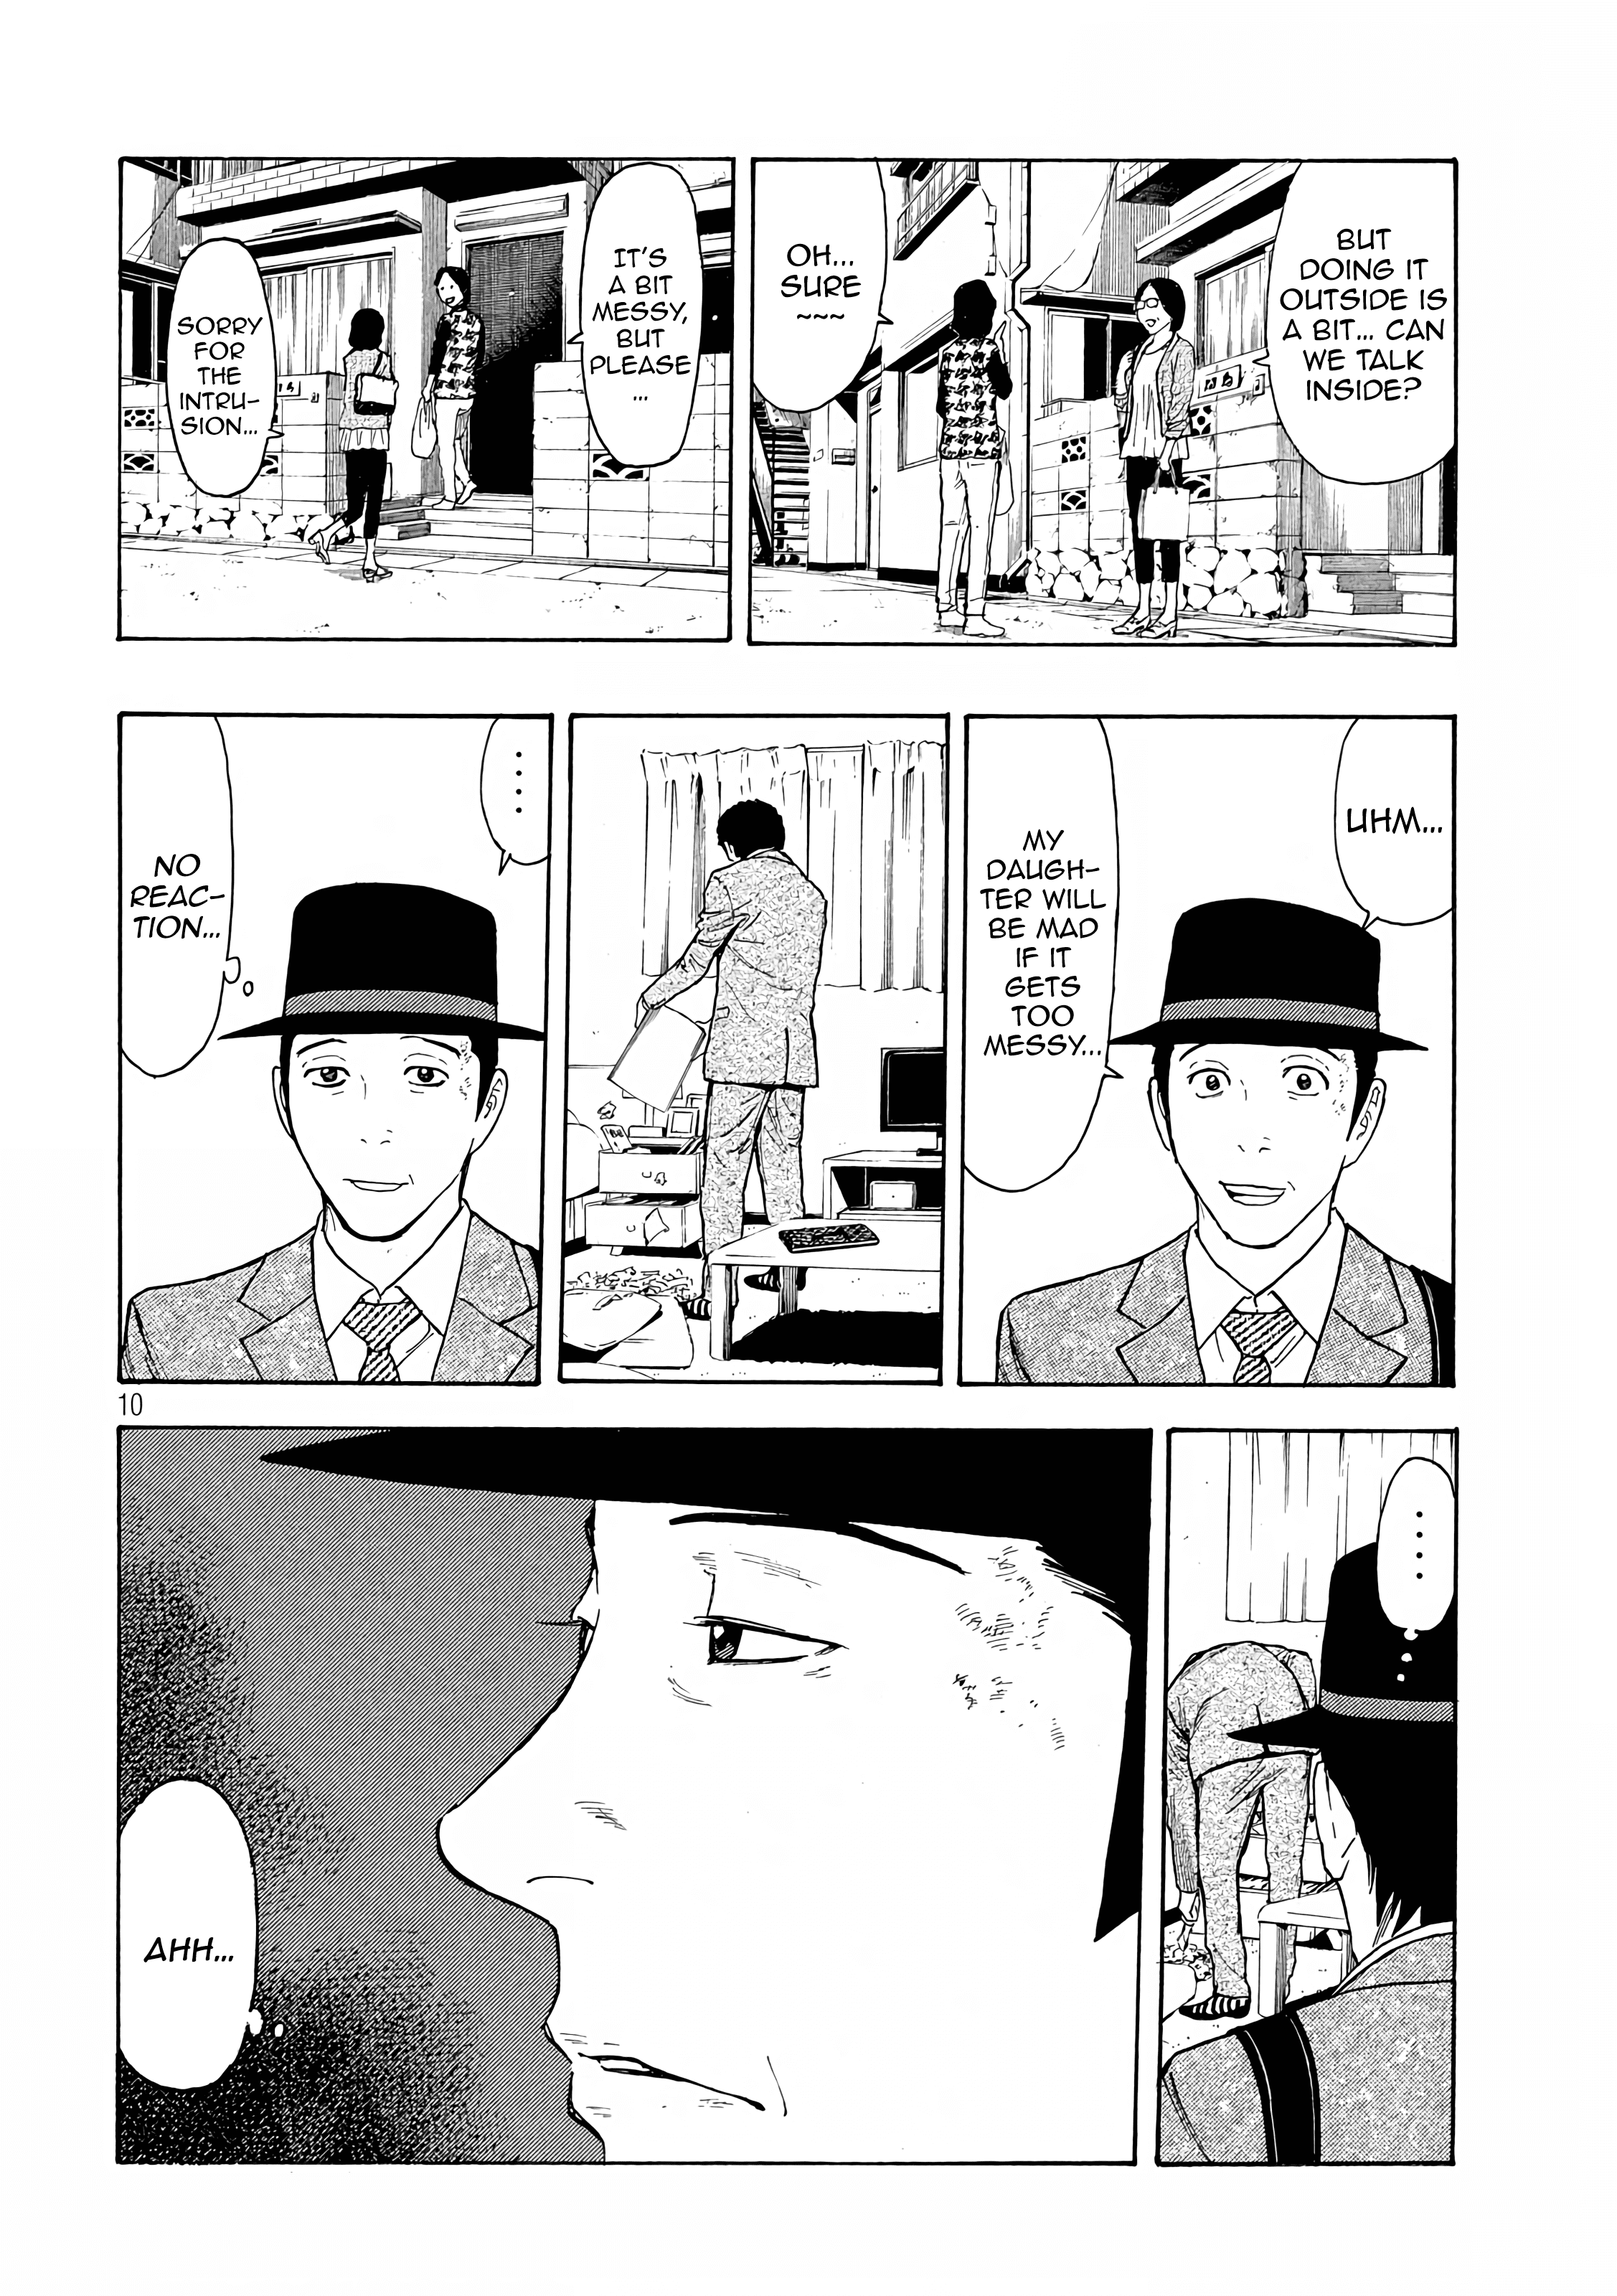 BUT
DOING IT
OUTSIDE IS
A BIT... CAN
WE TALK
INSIDE?
OH...
SURE
~~~
IT'S
A BIT
MESSY,
BUT
PLEASE
...
SORRY
FOR
THE
INTRU-
SION...
UHM...
MY
DAUGH-
TER WILL
BE MAD
IF IT
GETS
TOO
MESSY...
....
NO
REAC-
TION...
10
....
AHH...